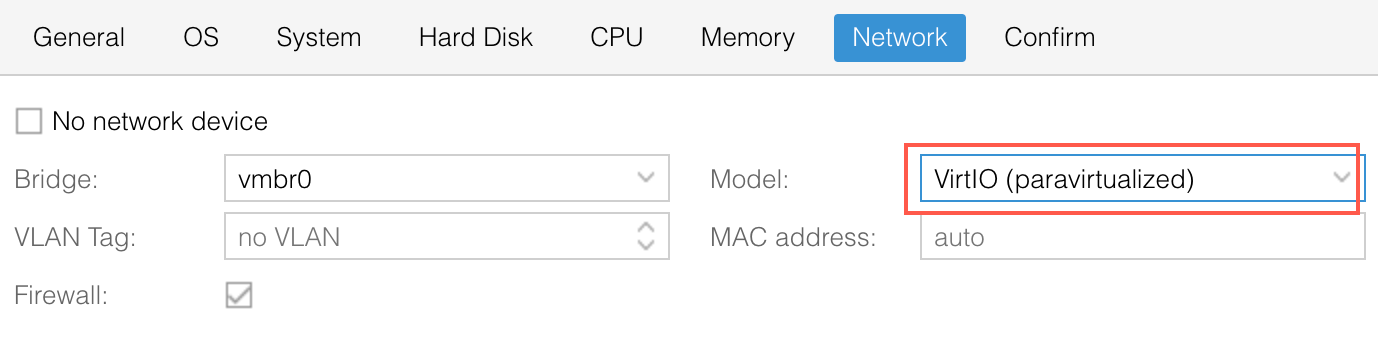 General OS System Hard Disk CPU Memory Network Confirm
No network device
Bridge: vmbr0 Model: VirtIO (paravirtualized)
VLAN Tag: no VLAN MAC address: auto
Firewall: